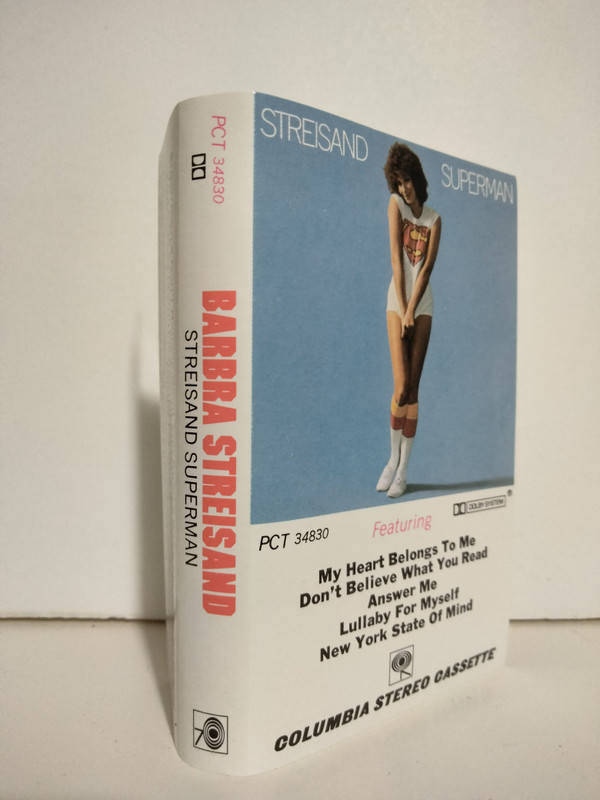 PCT 34830
BARBRA STREISAND
STREISAND SUPERMAN
STREISAND
SUPERMAN
DOLBY SYSTEM
®
PCT 34830
Featuring
My Heart Belongs To Me
Don't Believe What You Read
Answer Me
Lullaby For Myself
New York State Of Mind
COLUMBIA STEREO CASSETTE